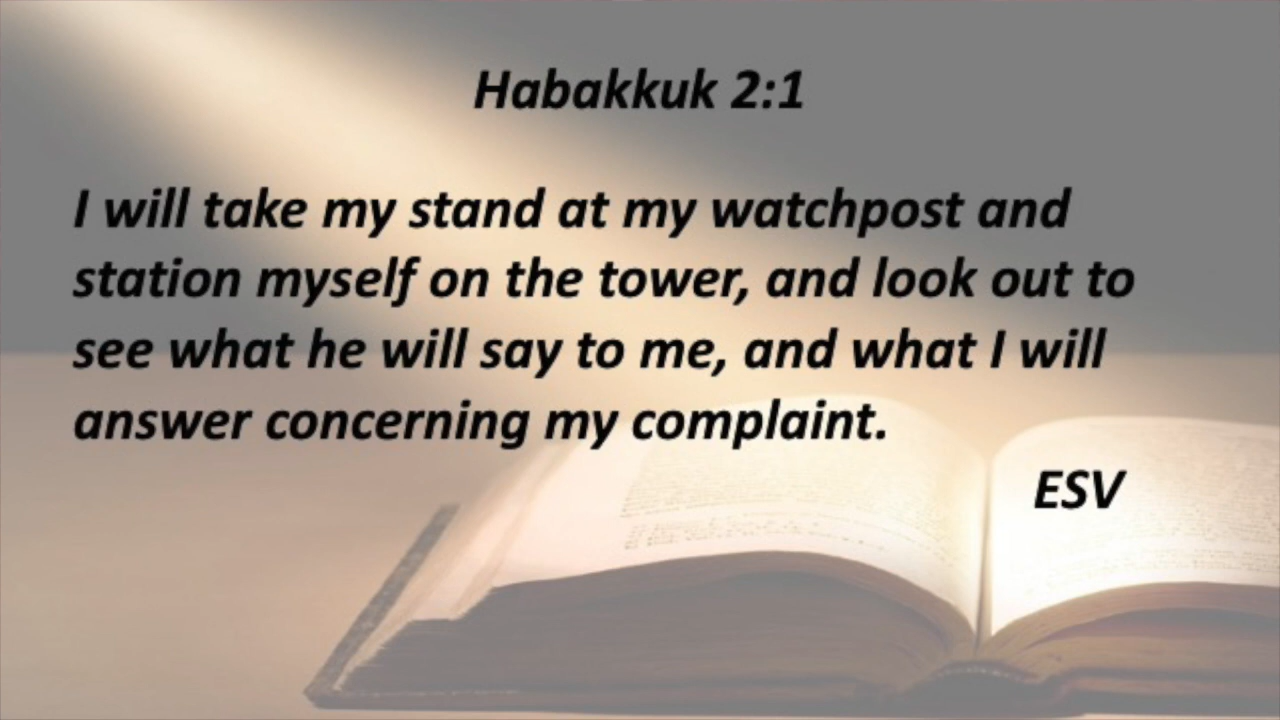 Habakkuk 2:1
I will take my stand at my watchpost and
station myself on the tower, and look out to
see what he will say to me, and what I will
answer concerning my complaint.
ESV